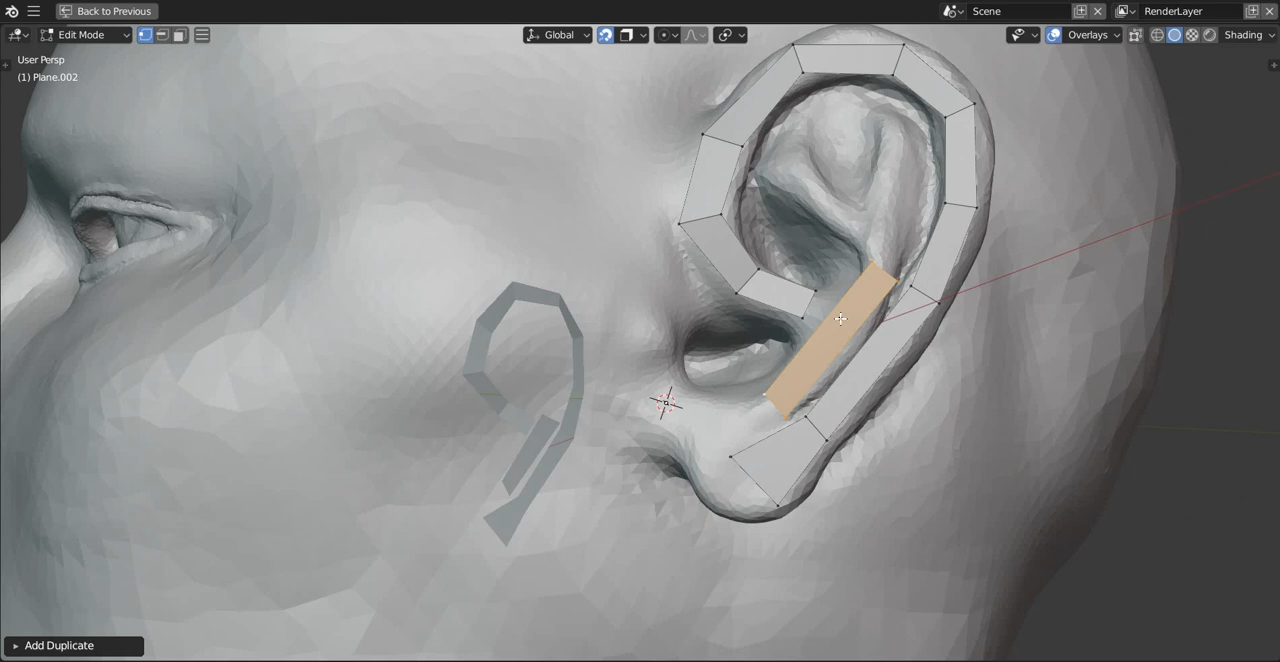 Back to Previous
Scene
RenderLayer
Edit Mode
Global
Overlays
Shading
User Persp
(1) Plane.002
Add Duplicate